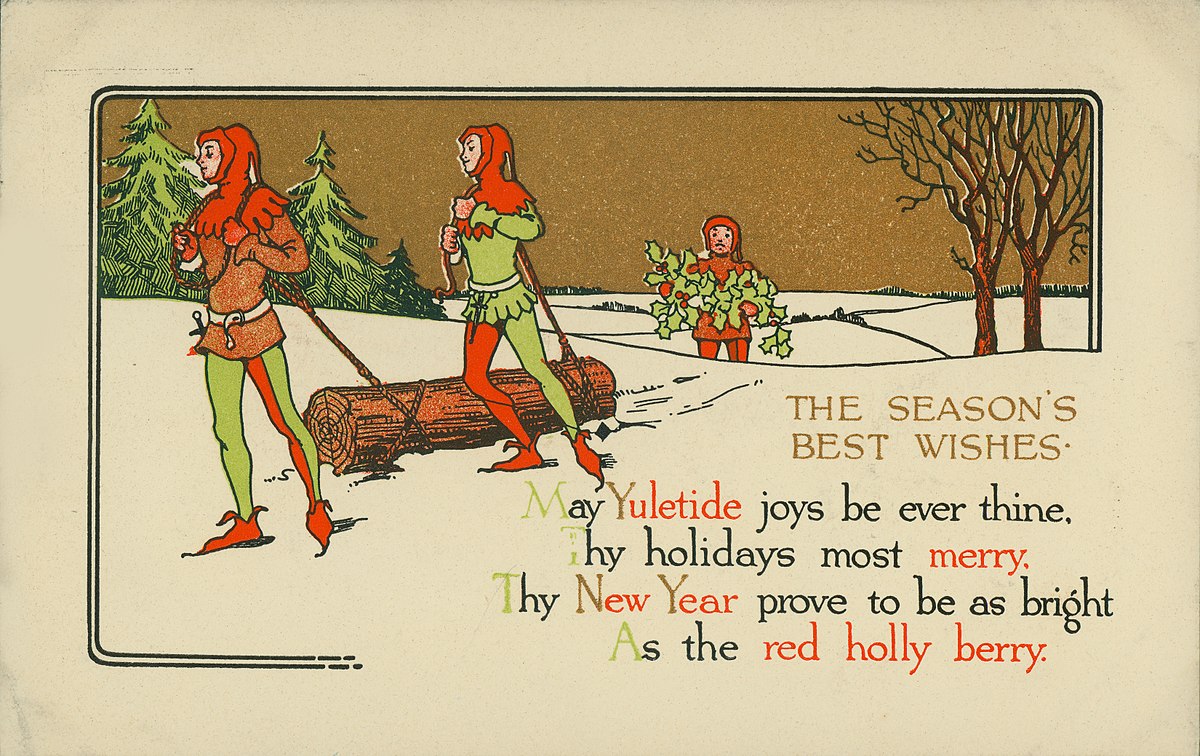 THE SEASON'S
BEST WISHES·
May Yuletide joys be ever thine,
Thy holidays most merry,
Thy New Year prove to be as bright
As the red holly berry.